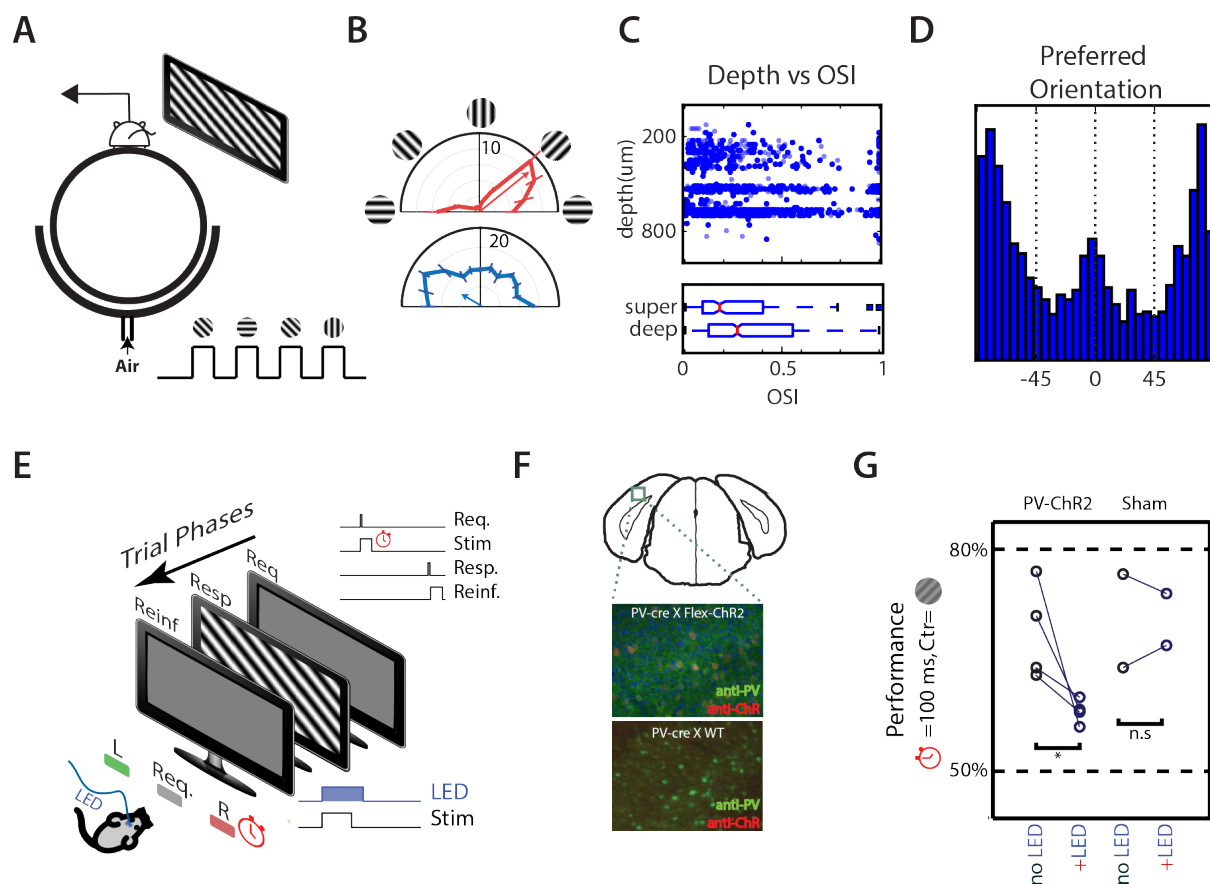 A
Air
B
10
20
C
Depth vs OSI
depth(um)
200
800
super
deep
0
0.5
1
OSI
D
Preferred
Orientation
-45
0
45
E
Trial Phases
Req
Resp
Reinf
Req.
Stim
Resp.
Reinf.
L
Req.
R
LED
LED
Stim
F
PV-cre X Flex-ChR2
anti-PV
anti-ChR
PV-cre X WT
anti-PV
anti-ChR
G
PV-ChR2
Sham
80%
50%
Performance
=100 ms,Ctr=
*
n.s
no LED
+LED
no LED
+LED